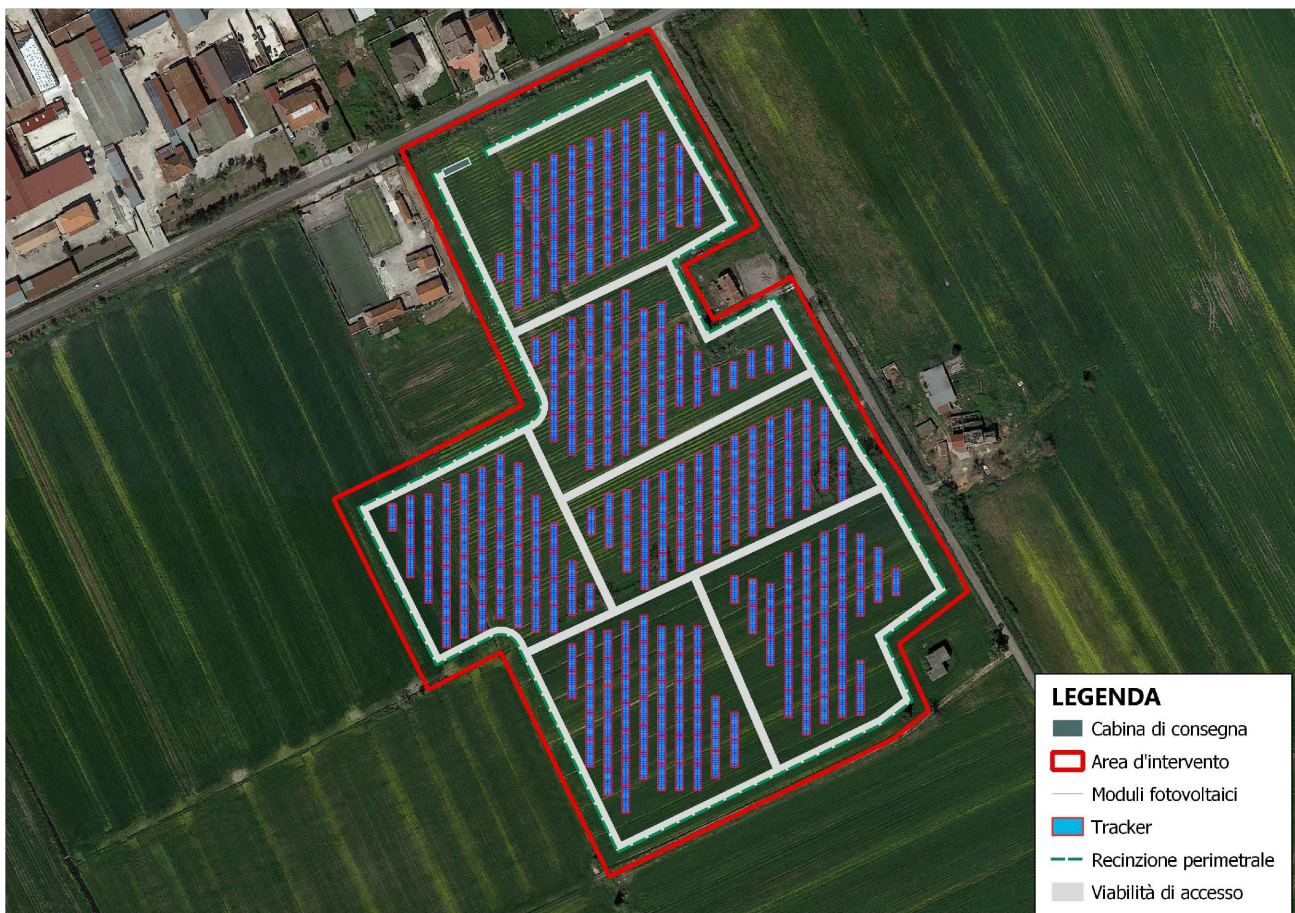 LEGENDA
Cabina di consegna
Area d'intervento
Moduli fotovoltaici
Tracker
Recinzione perimetrale
Viabilità di accesso